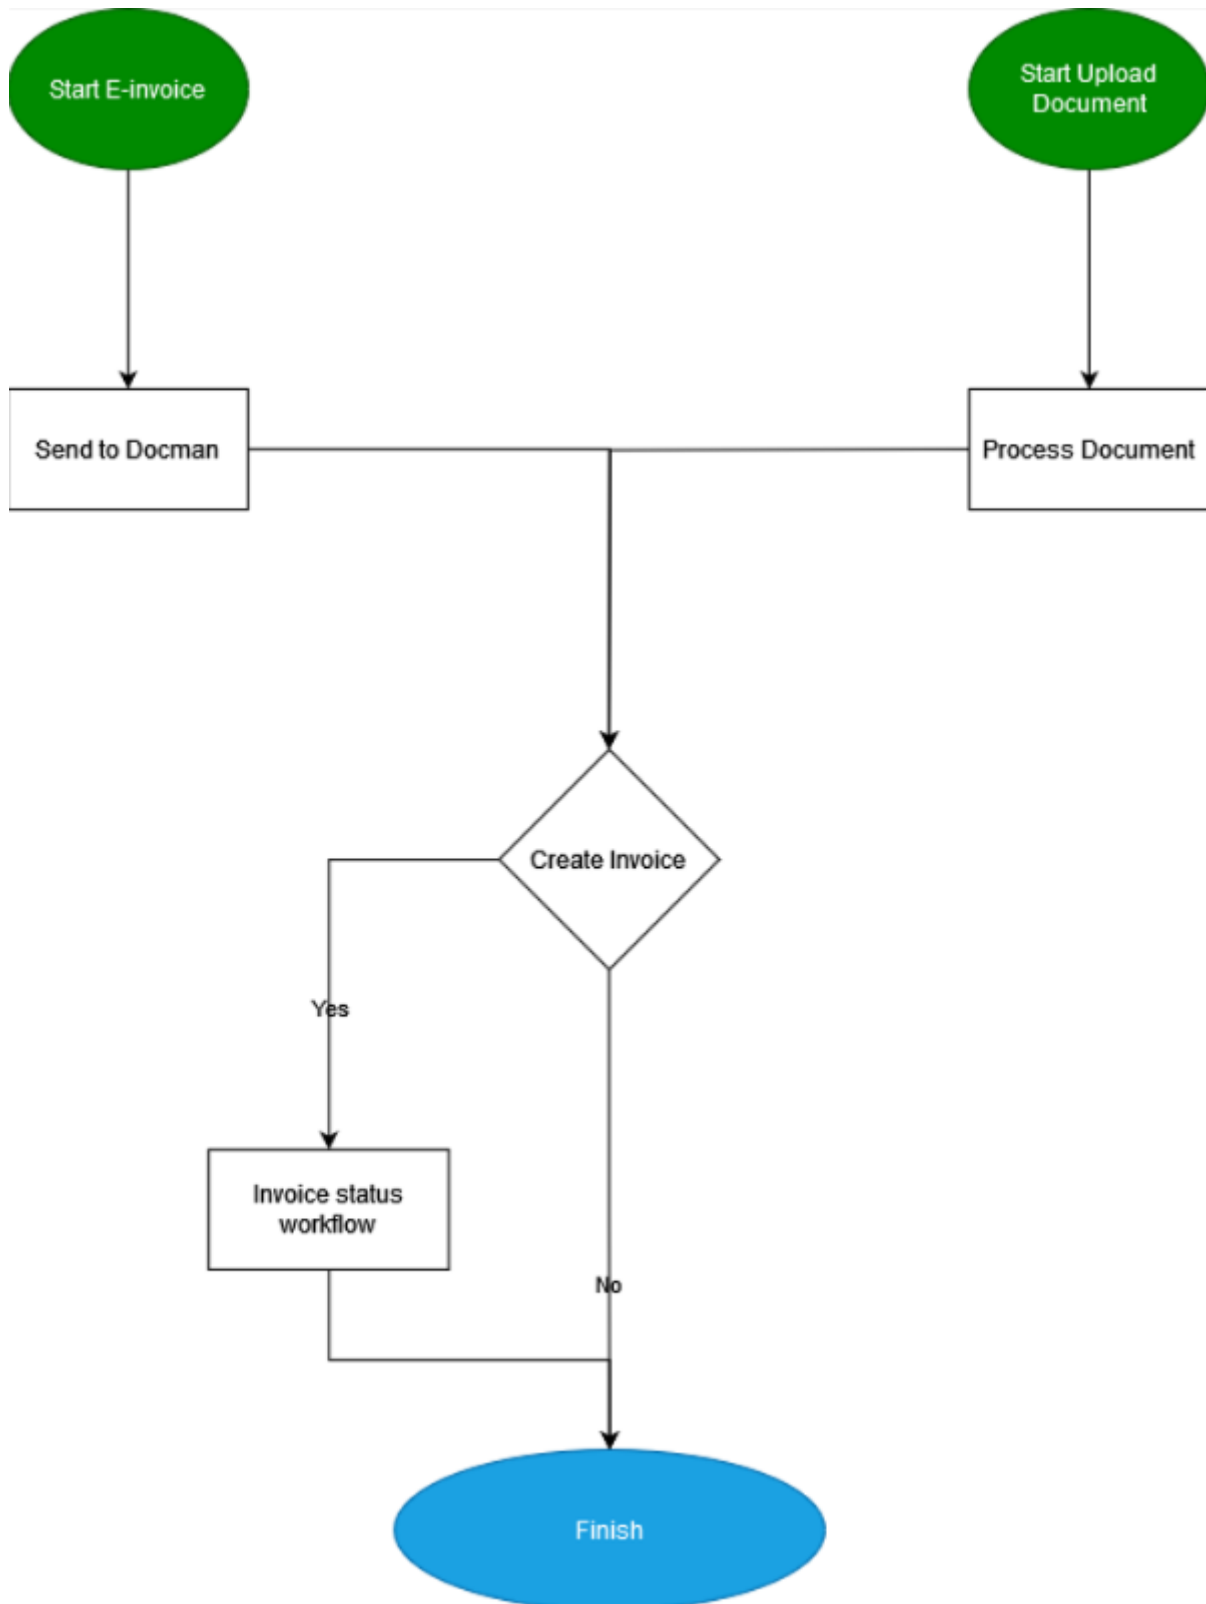 Start E-invoice
Start Upload
Document
Send to Docman
Process Document
Create Invoice
Yes
Invoice status
workflow
No
Finish